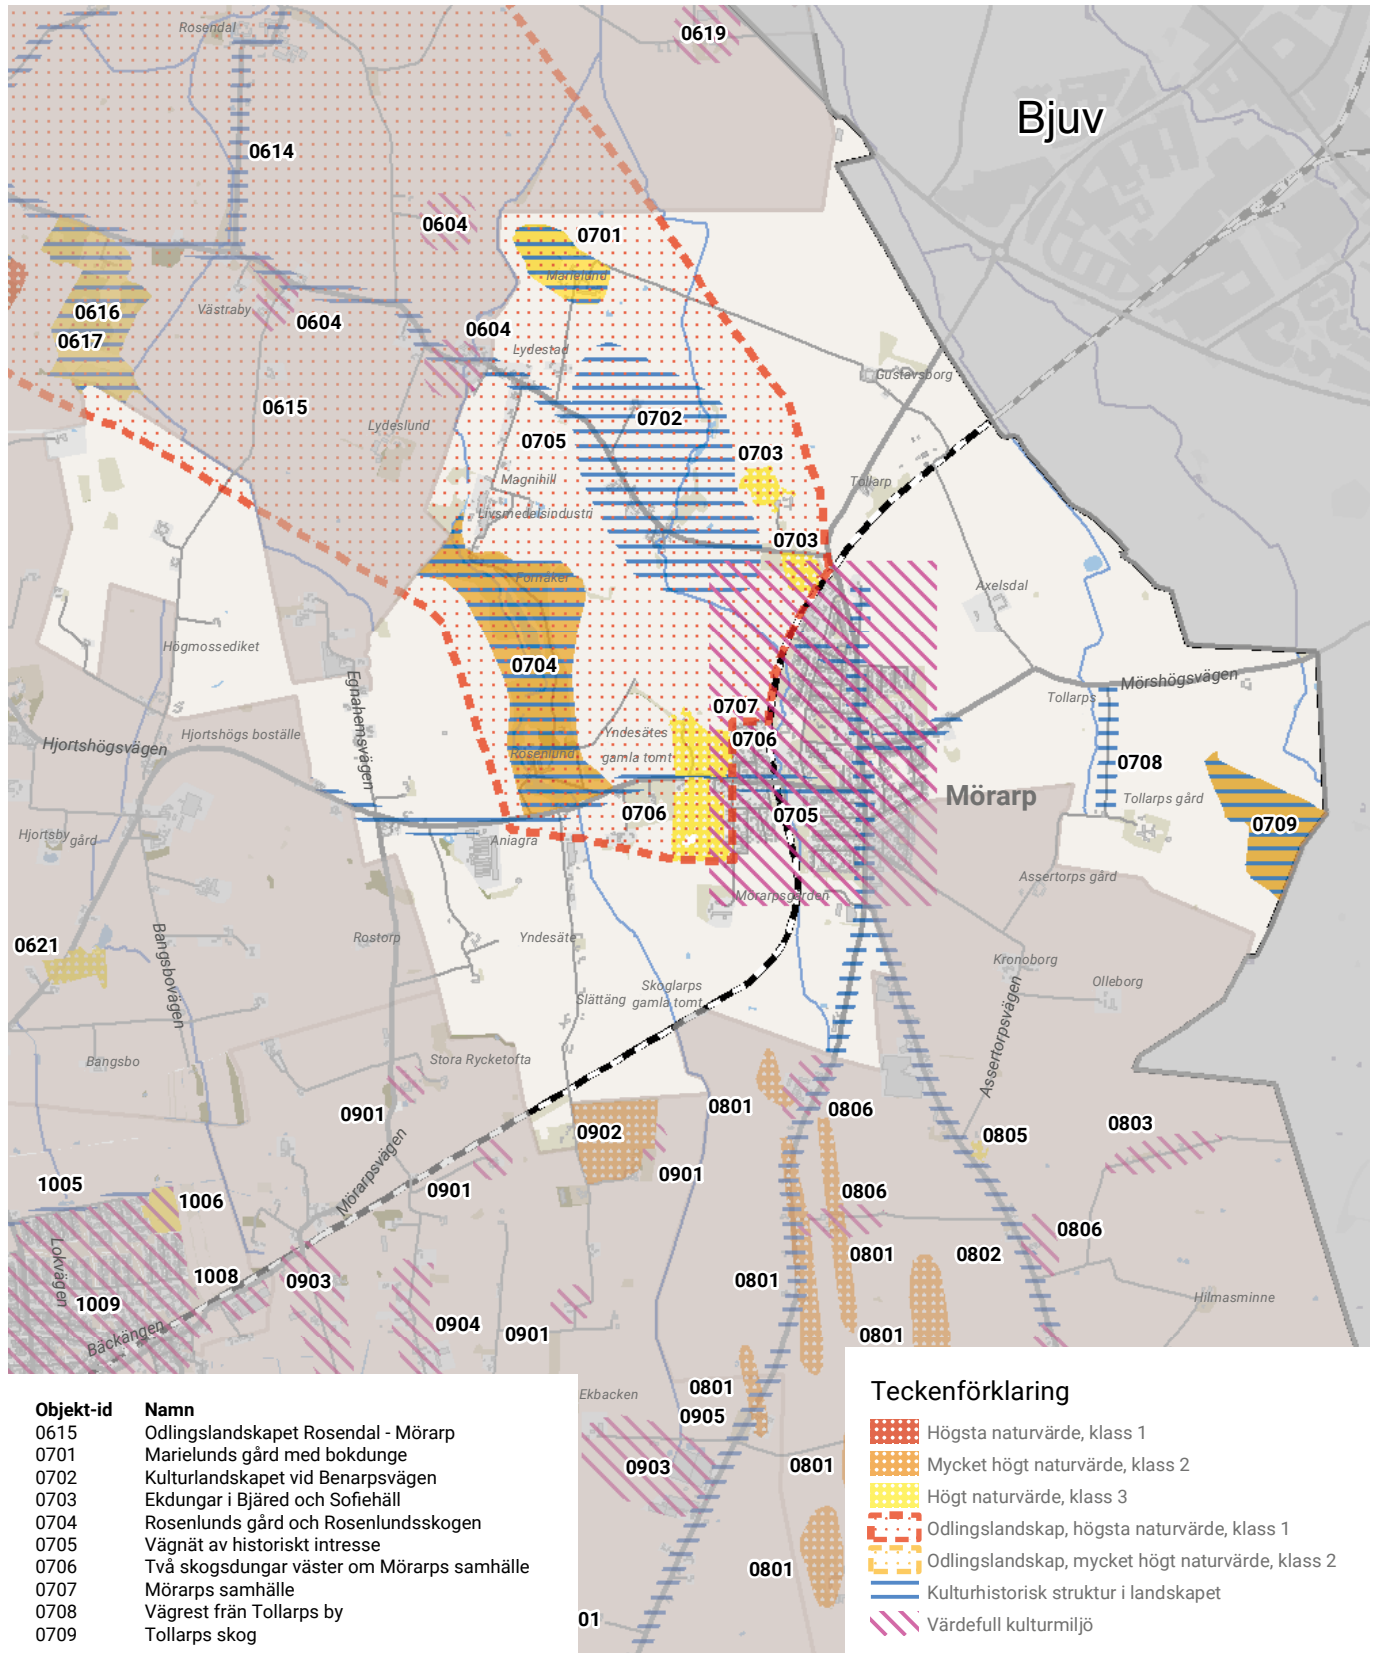 Rosendal
0619
Bjuv
0614
0604
0701
Marielund
0616
Västraby
0604
0604
0617
Lydestad
Gustavsborg
0615
Lydeslund
0702
0705
0703
Magnihill
Tollarp
Livsmedelsindustri
0703
Fornåker
Axelsdal
Högmossediket
0704
Egnahemsvägen
Mörshögsvägen
Tollarps
0707
Hjortshögsvägen
Hjortshögs boställe
Yndesätes
gamla tomt
0706
Rosenlund
0708
Mörarp
Tollarps gård
0706
0705
0709
Hjortsby
gård
Aniagra
Assertorps gård
Mörarpsgården
0621
Bangsbovägen
Rostorp
Yndesäte
Kronoborg
Olleborg
Skoglarps
gamla tomt
Slättäng
Assertorpsvägen
Bangsbo
Stora Rycketofta
0901
0801
0806
0803
0902
0805
Mörarpsvägen
1005
1006
0901
0901
0806
0806
Lokvägen
0801
0802
1008
0903
0801
1009
Hilmasminne
Bäckängen
0904
0901
0801
Ekbacken
0801
0905
0903
0801
0801
01
Objekt-id Namn
0615 Odlingslandskapet Rosendal - Mörarp
0701 Marielunds gård med bokdunge
0702 Kulturlandskapet vid Benarpsvägen
0703 Ekdungar i Bjäred och Sofiehäll
0704 Rosenlunds gård och Rosenlundsskogen
0705 Vägnät av historiskt intresse
0706 Två skogsdungar väster om Mörarps samhälle
0707 Mörarps samhälle
0708 Vägrest från Tollarps by
0709 Tollarps skog
Teckenförklaring
Högsta naturvärde, klass 1
Mycket högt naturvärde, klass 2
Högt naturvärde, klass 3
Odlingslandskap, högsta naturvärde, klass 1
Odlingslandskap, mycket högt naturvärde, klass 2
Kulturhistorisk struktur i landskapet
Värdefull kulturmiljö